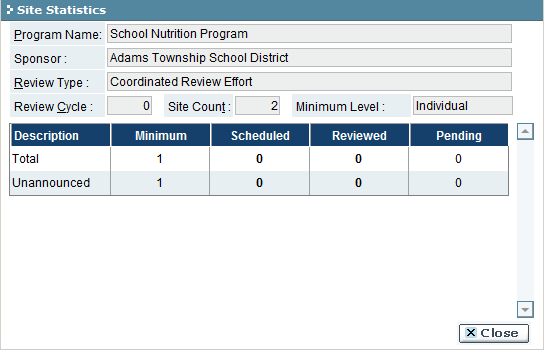 Site Statistics
Program Name: School Nutrition Program
Sponsor : Adams Township School District
Review Type : Coordinated Review Effort
Review Cycle : 0 Site Count : 2 Minimum Level : Individual
Description Minimum Scheduled Reviewed Pending
Total 1 0 0 0
Unannounced 1 0 0 0
Close